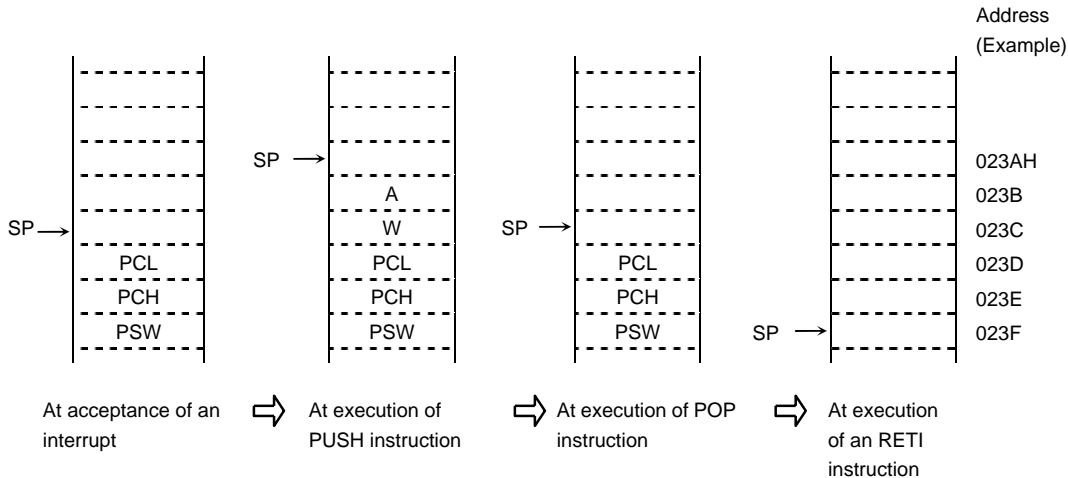 Address
(Example)
SP
SP
SP
SP
A
W
PCL
PCH
PSW
PCL
PCH
PSW
PCL
PCH
PSW
023AH
023B
023C
023D
023E
023F
At acceptance of an
interrupt
At execution of
PUSH instruction
At execution of POP
instruction
At execution
of an RETI
instruction